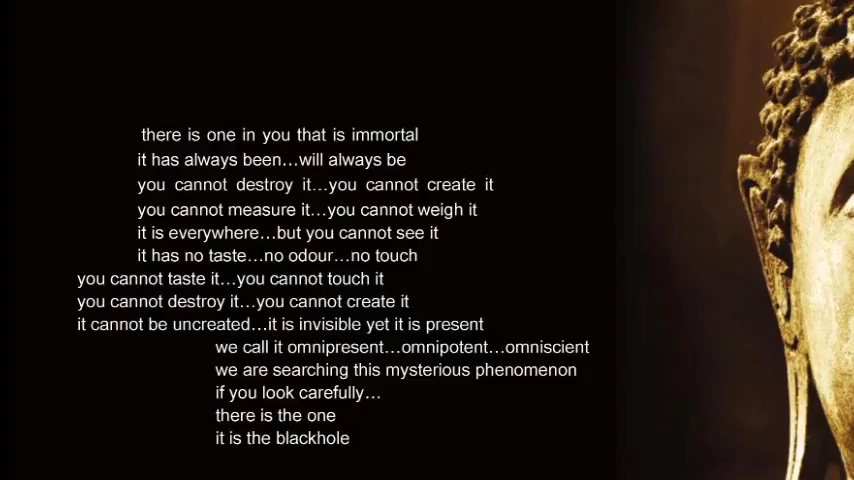 there is one in you that is immortal
it has always been...will always be
you cannot destroy it...you cannot create it
you cannot measure it...you cannot weigh it
it is everywhere...but you cannot see it
it has no taste...no odour...no touch
you cannot taste it...you cannot touch it
you cannot destroy it...you cannot create it
it cannot be uncreated...it is invisible yet it is present
we call it omnipresent...omnipotent...omniscient
we are searching this mysterious phenomenon
if you look carefully...
there is the one
it is the blackhole